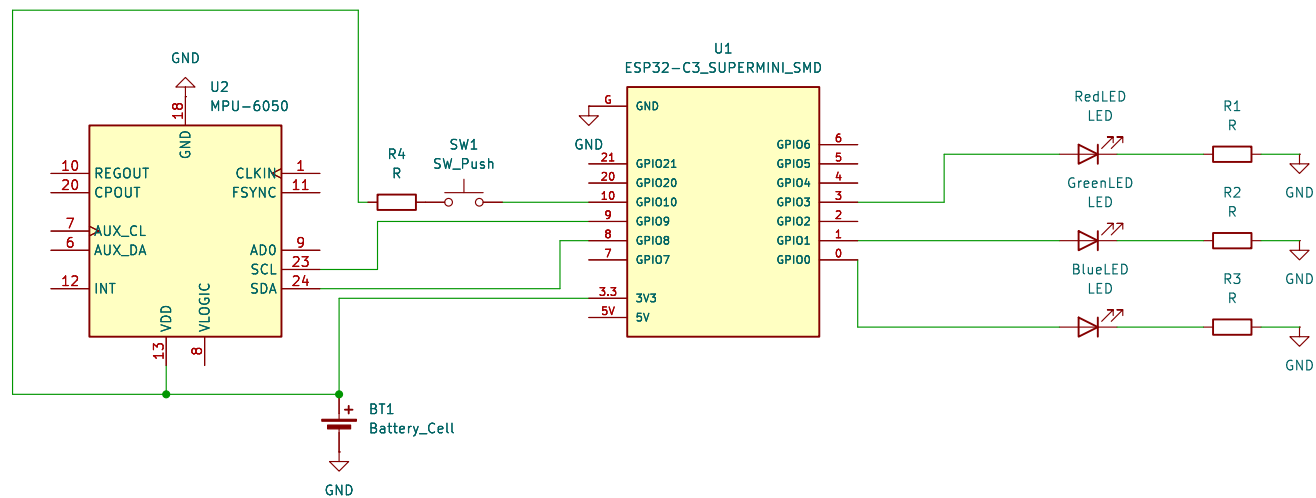 GND
18
U2
MPU-6050
GND
10
REGOUT
20
CPOUT
7
AUX_CL
6
AUX_DA
12
INT
CLKIN
1
FSYNC
11
AD0
9
SCL
23
SDA
24
VDD
13
VLOGIC
8
R4
R
SW1
SW_Push
BT1
Battery_Cell
+
GND
U1
ESP32-C3_SUPERMINI_SMD
G
GND
GND
21
GPIO21
20
GPIO20
10
GPIO10
9
GPIO9
8
GPIO8
7
GPIO7
3.3
3V3
5V
5V
GPIO6
6
GPIO5
5
GPIO4
4
GPIO3
3
GPIO2
2
GPIO1
1
GPIO0
0
RedLED
LED
R1
R
GND
GreenLED
LED
R2
R
GND
BlueLED
LED
R3
R
GND